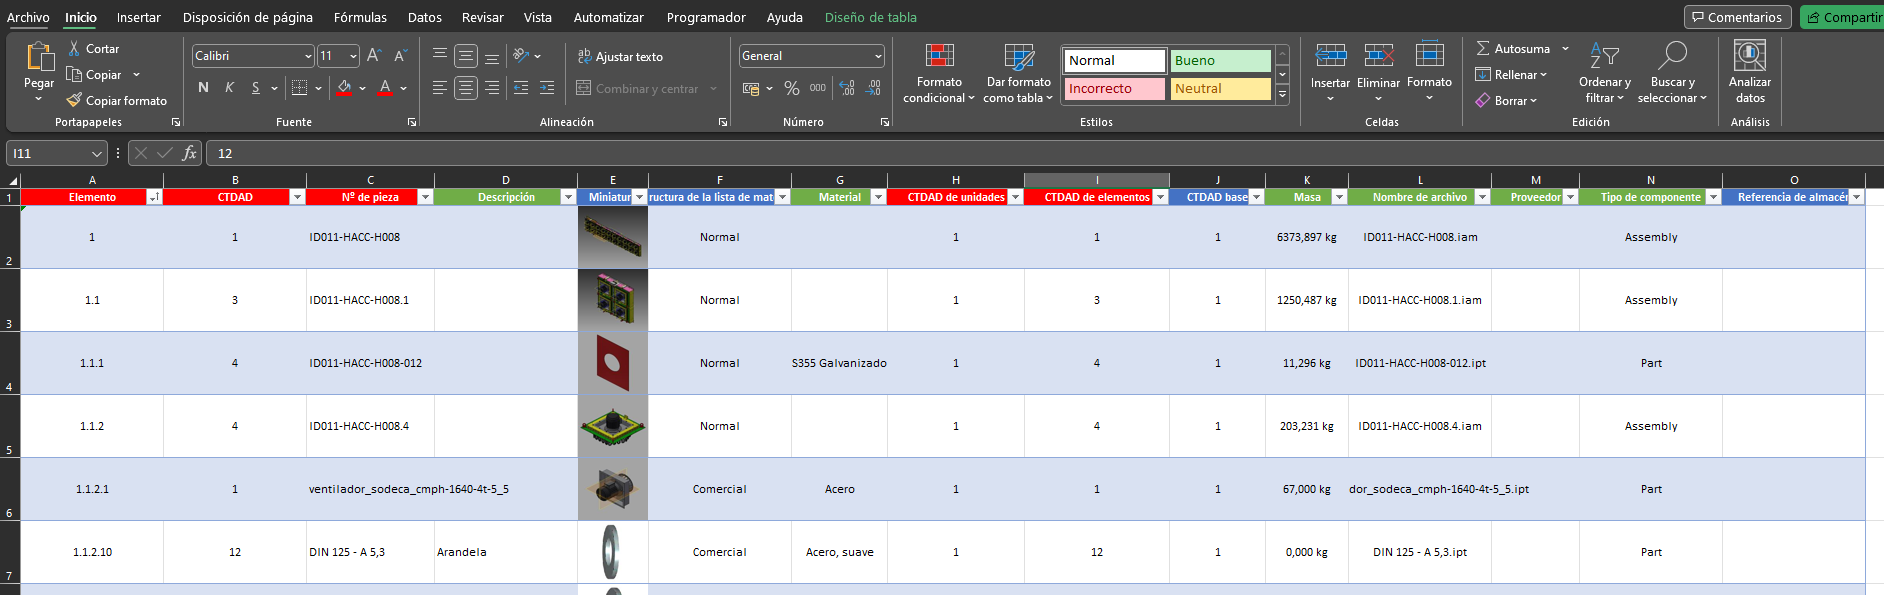 Archivo Inicio Insertar Disposición de página Fórmulas Datos Revisar Vista Automatizar Programador Ayuda Diseño de tabla Comentarios Compartir
Pegar
Cortar
Copiar
Copiar formato
Portapapeles
Calibri 11
N K S
Fuente
Ajustar texto
Combinar y centrar
Alineación
General
% 000
Número
Formato condicional
Dar formato como tabla
Normal Bueno
Incorrecto Neutral
Estilos
Insertar Eliminar Formato
Celdas
Autosuma
Rellenar
Borrar
Ordenar y filtrar
Buscar y seleccionar
Edición
Analizar datos
Análisis
I11 fx 12
A B C D E F G H I J K L M N O
1 Elemento CTDAD Nº de pieza Descripción Miniatur ructura de la lista de mat Material CTDAD de unidades CTDAD de elementos CTDAD base Masa Nombre de archivo Proveedor Tipo de componente Referencia de almacén
2 1 1 ID011-HACC-H008 Normal 1 1 1 6373,897 kg ID011-HACC-H008.iam Assembly
3 1.1 3 ID011-HACC-H008.1 Normal 1 3 1 1250,487 kg ID011-HACC-H008.1.iam Assembly
4 1.1.1 4 ID011-HACC-H008-012 Normal S355 Galvanizado 1 4 1 11,296 kg ID011-HACC-H008-012.ipt Part
5 1.1.2 4 ID011-HACC-H008.4 Normal 1 4 1 203,231 kg ID011-HACC-H008.4.iam Assembly
6 1.1.2.1 1 ventilador_sodeca_cmph-1640-4t-5_5 Comercial Acero 1 1 1 67,000 kg dor_sodeca_cmph-1640-4t-5_5.ipt Part
7 1.1.2.10 12 DIN 125 - A 5,3 Arandela Comercial Acero, suave 1 12 1 0,000 kg DIN 125 - A 5,3.ipt Part